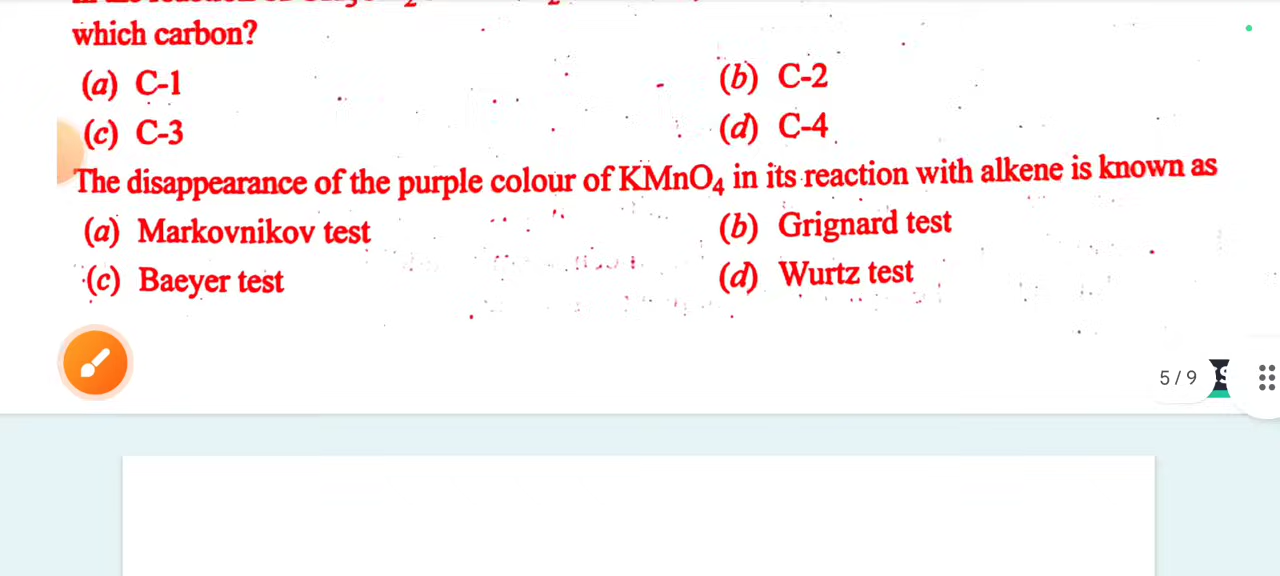 which carbon?
(a) C-1
(b) C-2
(c) C-3
(d) C-4
The disappearance of the purple colour of KMnO₄ in its reaction with alkene is known as
(a) Markovnikov test
(b) Grignard test
(c) Baeyer test
(d) Wurtz test
5/9